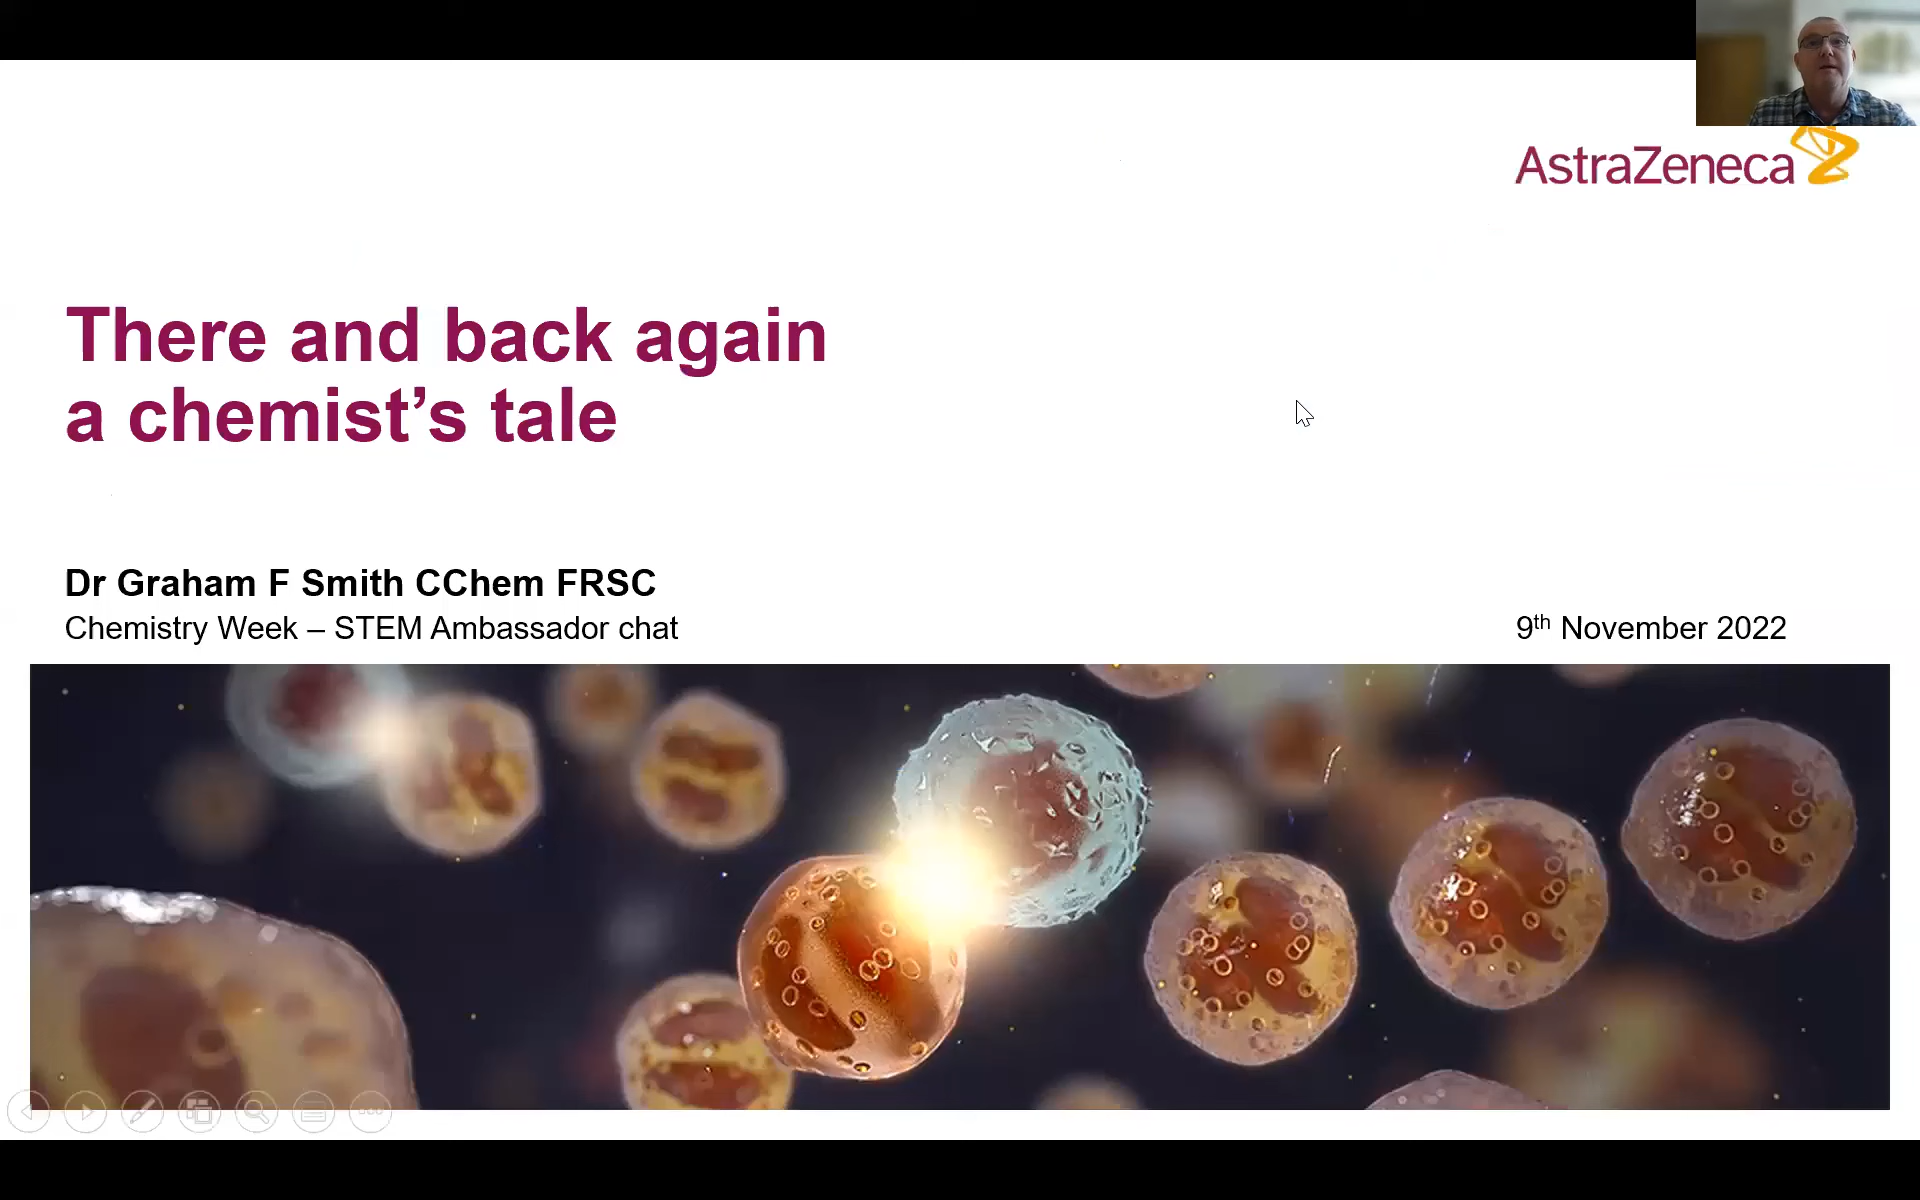 AstraZeneca
There and back again
a chemist’s tale
Dr Graham F Smith CChem FRSC
Chemistry Week – STEM Ambassador chat
9th November 2022